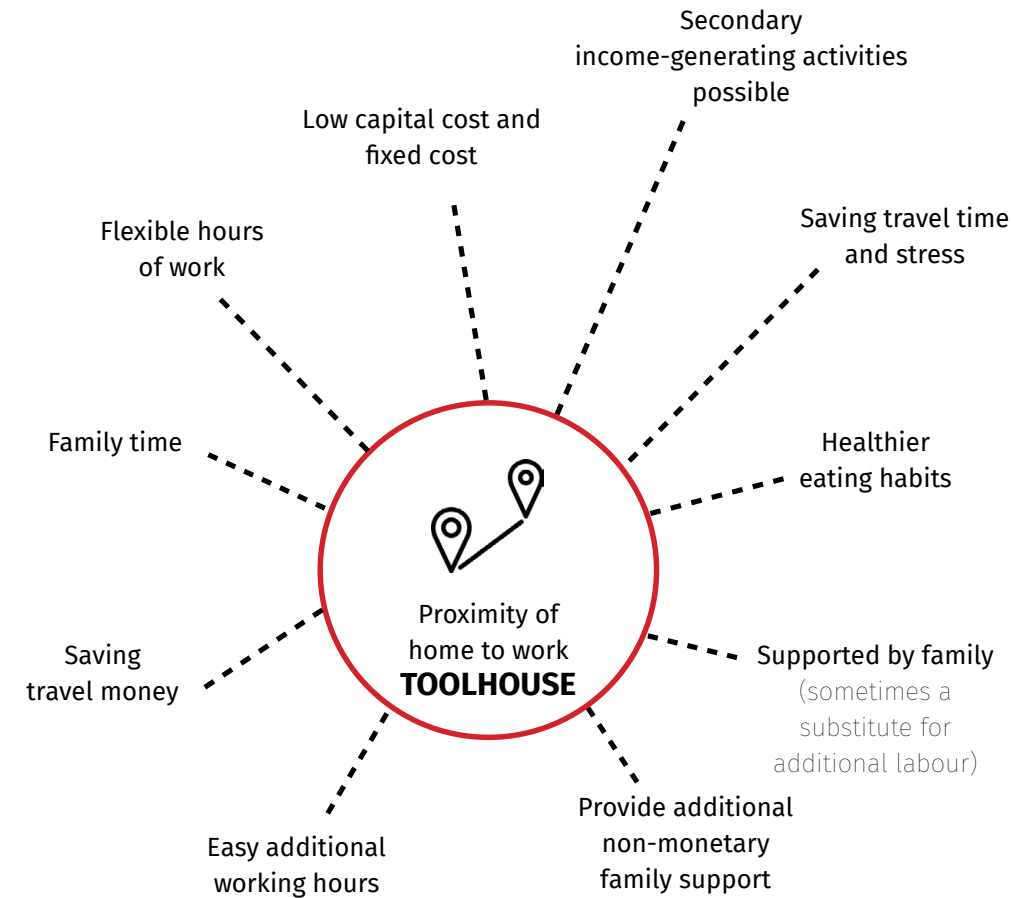 Secondary
income-generating activities
possible
Low capital cost and
fixed cost
Saving travel time
and stress
Flexible hours
of work
Family time
Healthier
eating habits
Proximity of
home to work
TOOLHOUSE
Saving
travel money
Supported by family
(sometimes a
substitute for
additional labour)
Provide additional
non-monetary
family support
Easy additional
working hours